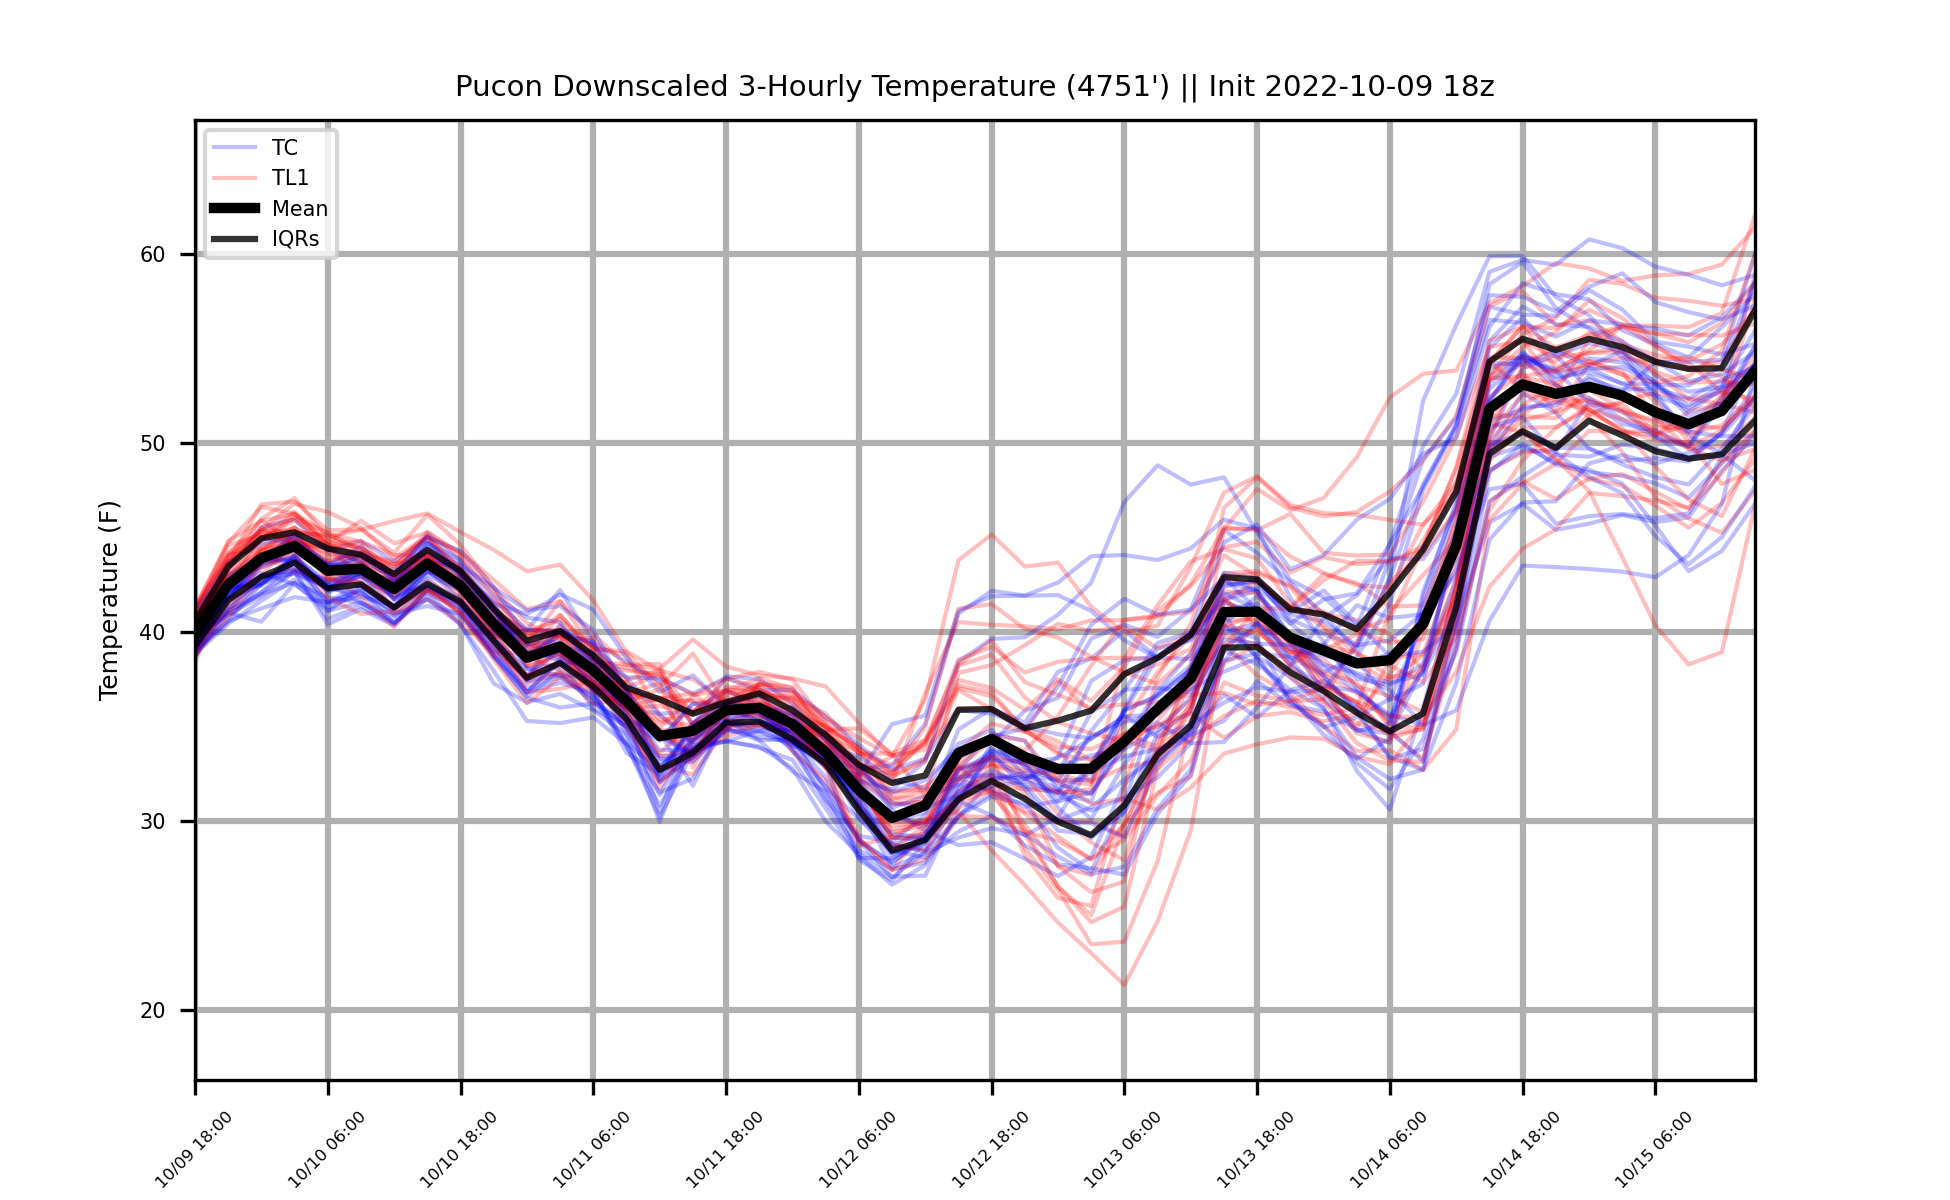 Pucon Downscaled 3-Hourly Temperature (4751') || Init 2022-10-09 18z
TC
TL1
Mean
IQRs
Temperature (F)
60
50
40
30
20
10/09 18:00
10/10 06:00
10/10 18:00
10/11 06:00
10/11 18:00
10/12 06:00
10/12 18:00
10/13 06:00
10/13 18:00
10/14 06:00
10/14 18:00
10/15 06:00